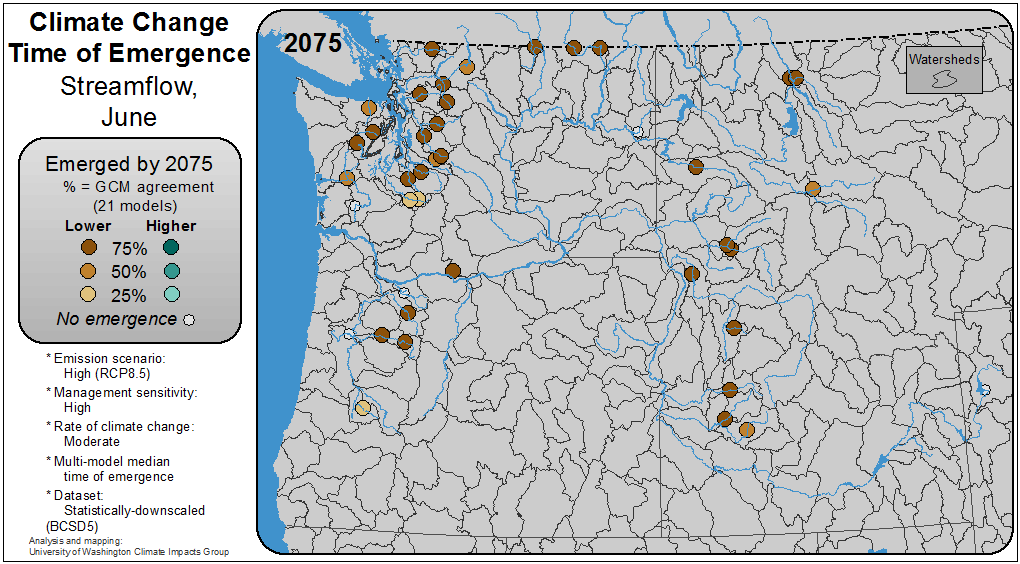 Climate Change
Time of Emergence
Streamflow,
June
Emerged by 2075
% = GCM agreement
(21 models)
Lower Higher
75%
50%
25%
No emergence
* Emission scenario:
High (RCP8.5)
* Management sensitivity:
High
* Rate of climate change:
Moderate
* Multi-model median
time of emergence
* Dataset:
Statistically-downscaled
(BCSD5)
Analysis and mapping:
University of Washington Climate Impacts Group
2075
Watersheds